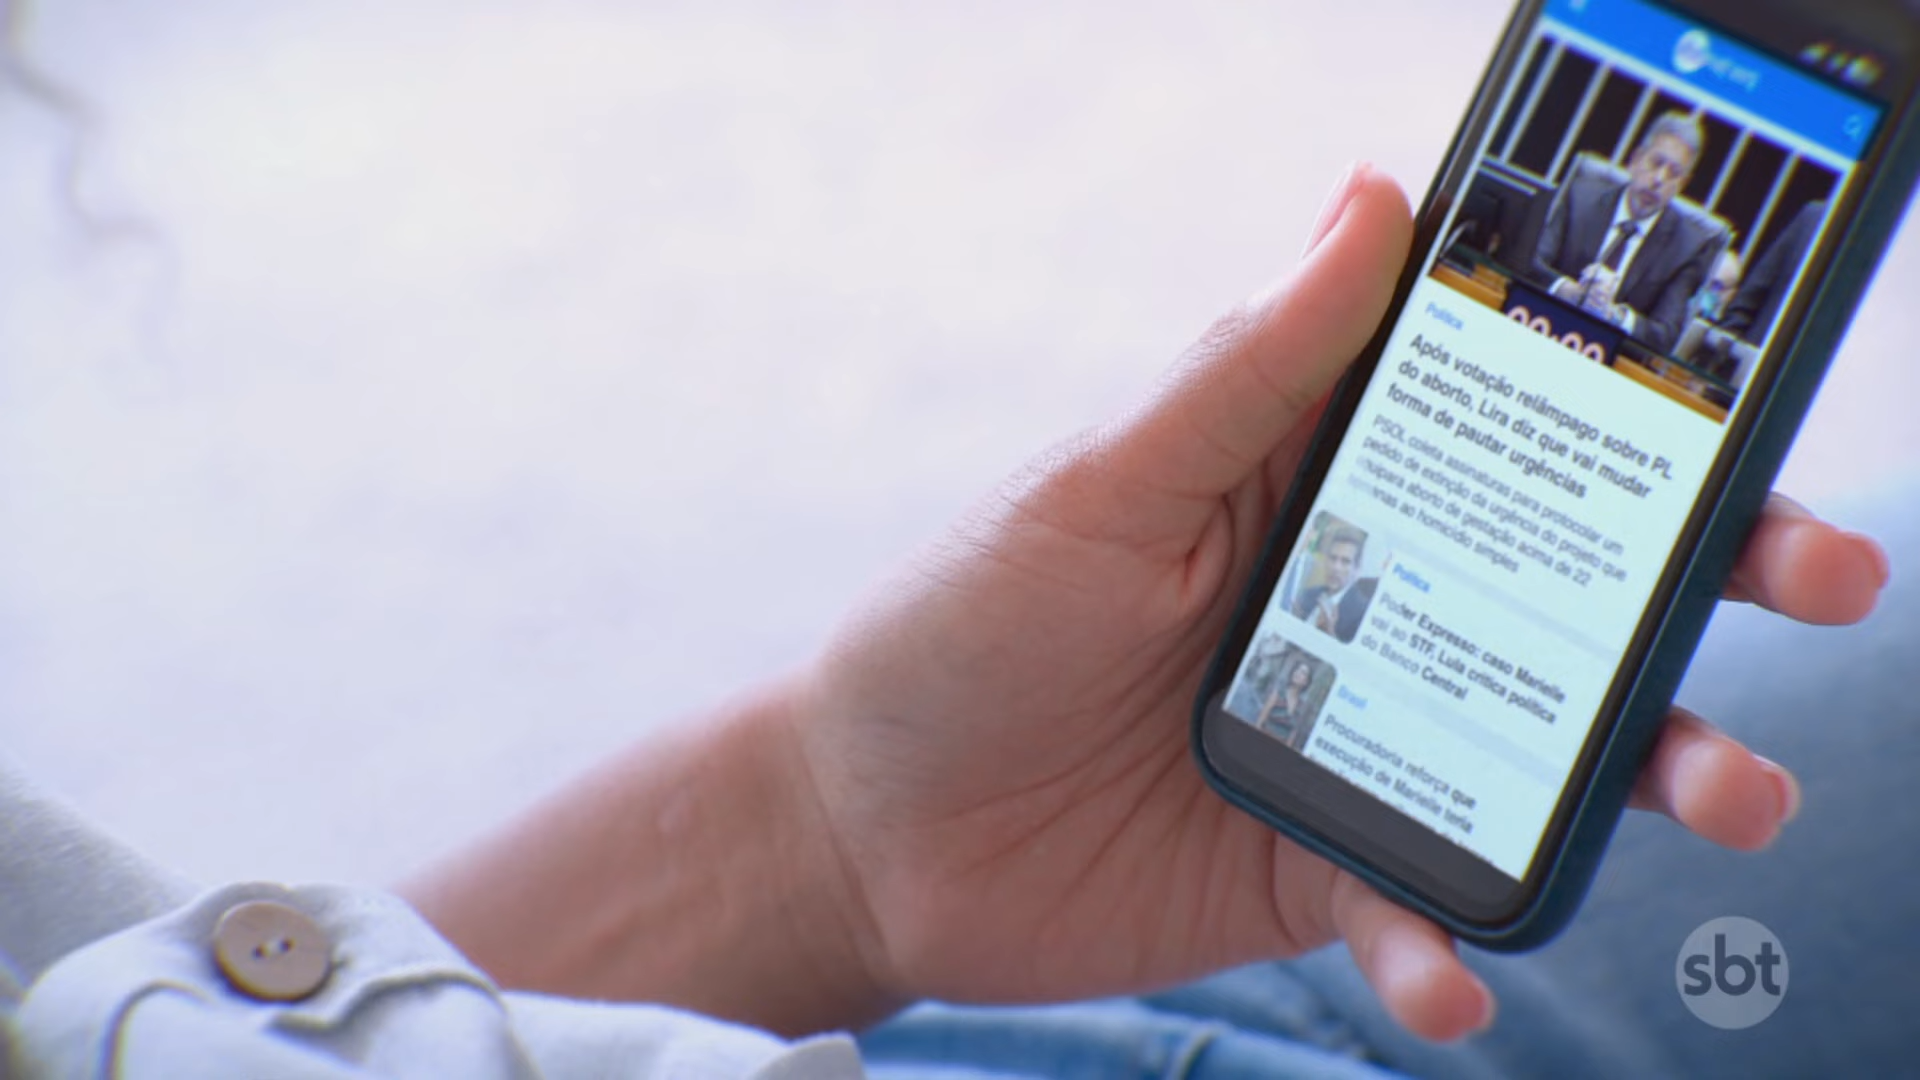 00:00
Política
Após votação relâmpago sobre PL
do aborto, Lira diz que vai mudar
forma de pautar urgências
PSOL coleta assinaturas para protocolar um
pedido de extinção da urgência do projeto que
equipara aborto de gestação acima de 22
ao homicídio simples
Política
Poder Expresso: caso Marielle
vai ao STF, Lula critica política
do Banco Central
Brasil
Procuradoria reforça que
execução de Marielle teria
sbt